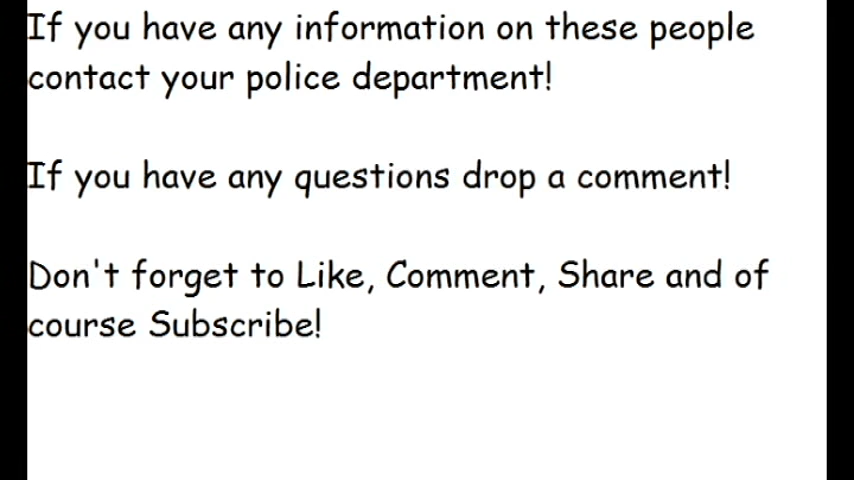 If you have any information on these people
contact your police department!
If you have any questions drop a comment!
Don't forget to Like, Comment, Share and of
course Subscribe!